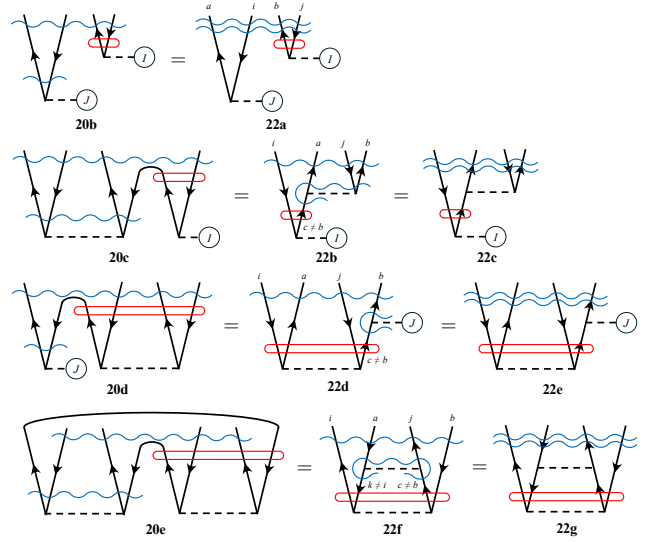 a i b j
I
=
I
J
J
20b
22a
i a j b
=
=
I
c ≠ b
I
I
20c
22b
22c
i a j b
=
J
=
J
J
c ≠ b
20d
22d
22e
i a j b
=
=
k ≠ i c ≠ b
20e
22f
22g